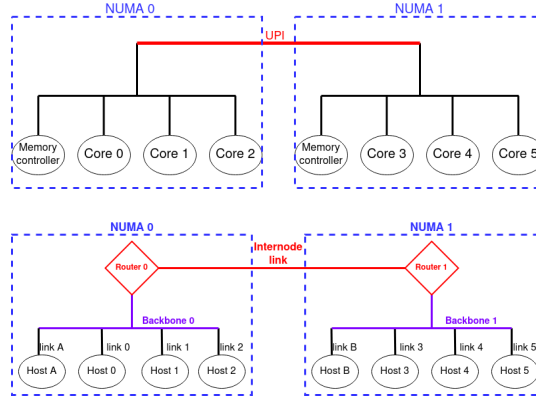 NUMA 0
NUMA 1
UPI
Memory
controller
Core 0
Core 1
Core 2
Memory
controller
Core 3
Core 4
Core 5
NUMA 0
NUMA 1
Internode
link
Router 0
Router 1
Backbone 0
Backbone 1
link A
link 0
link 1
link 2
link B
link 3
link 4
link 5
Host A
Host 0
Host 1
Host 2
Host B
Host 3
Host 4
Host 5